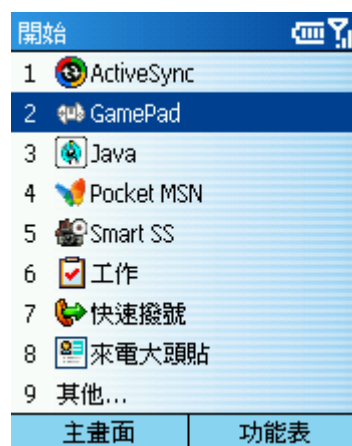 開始
1 ActiveSync
2 GamePad
3 Java
4 Pocket MSN
5 Smart SS
6 工作
7 快速撥號
8 來電大頭貼
9 其他...
主畫面 功能表